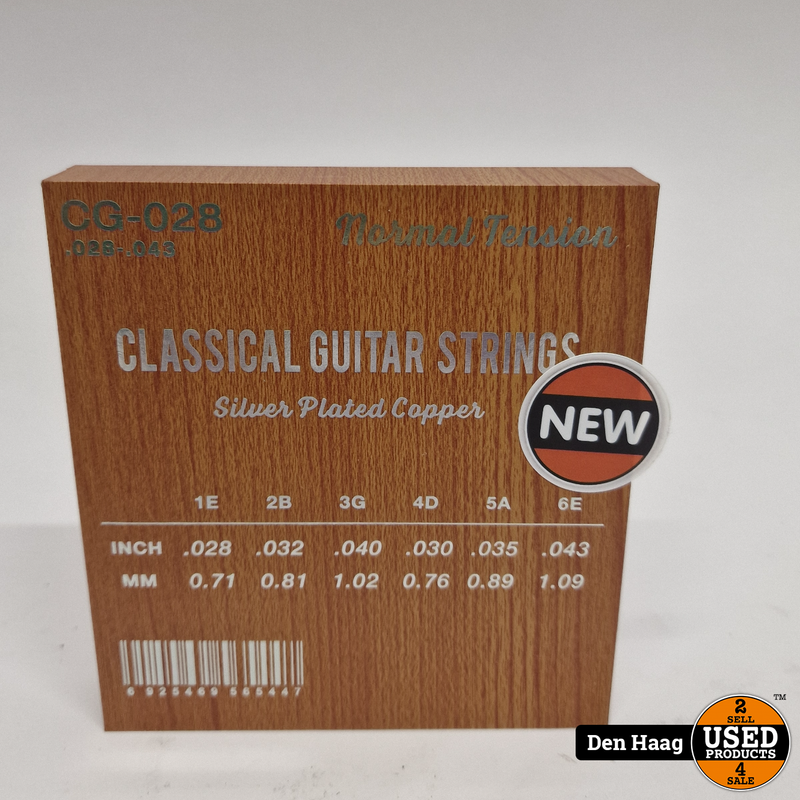 CG-028
.028-.043
Normal Tension
CLASSICAL GUITAR STRINGS
Silver Plated Copper
NEW
1E 2B 3G 4D 5A 6E
INCH .028 .032 .040 .030 .035 .043
MM 0.71 0.81 1.02 0.76 0.89 1.09
6 925469 565447
Den Haag
2
SELL
USED
PRODUCTS
4
SALE
TM